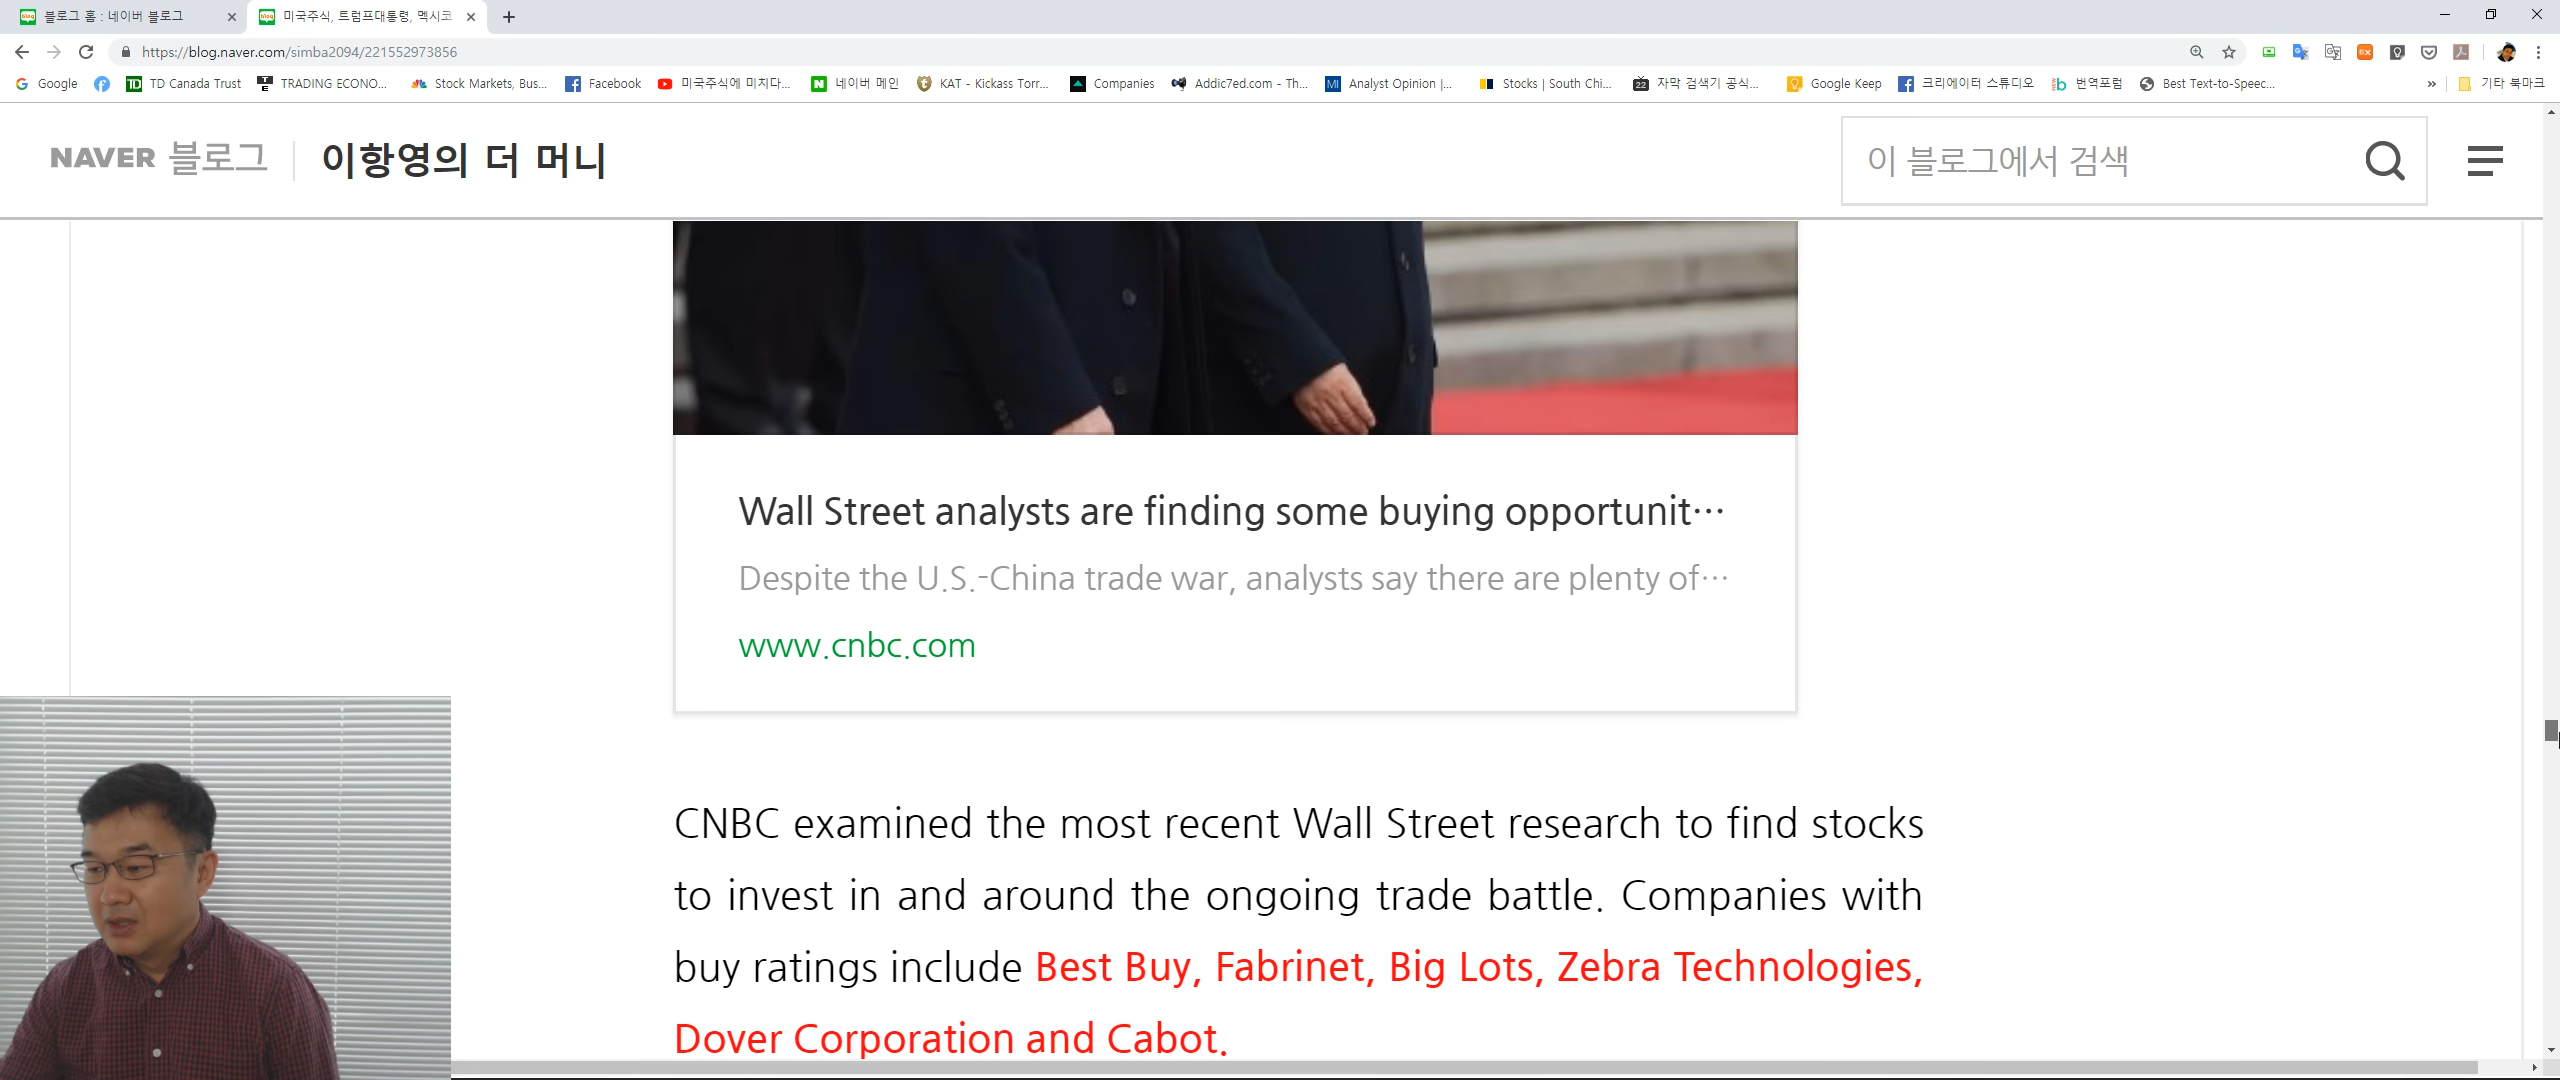 블로그 홈 : 네이버 블로그
미국주식, 트럼프대통령, 멕시코
https://blog.naver.com/simba2094/221552973856
Google
TD Canada Trust
TRADING ECONO...
Stock Markets, Bus...
Facebook
미국주식에 미치다...
네이버 메인
KAT - Kickass Torr...
Companies
Addic7ed.com - Th...
Analyst Opinion |...
Stocks | South Chi...
자막 검색기 공식...
Google Keep
크리에이터 스튜디오
번역포럼
Best Text-to-Speec...
기타 북마크
NAVER 블로그
이항영의 더 머니
이 블로그에서 검색
Wall Street analysts are finding some buying opportunit…
Despite the U.S.-China trade war, analysts say there are plenty of…
www.cnbc.com
CNBC examined the most recent Wall Street research to find stocks
to invest in and around the ongoing trade battle. Companies with
buy ratings include Best Buy, Fabrinet, Big Lots, Zebra Technologies,
Dover Corporation and Cabot.